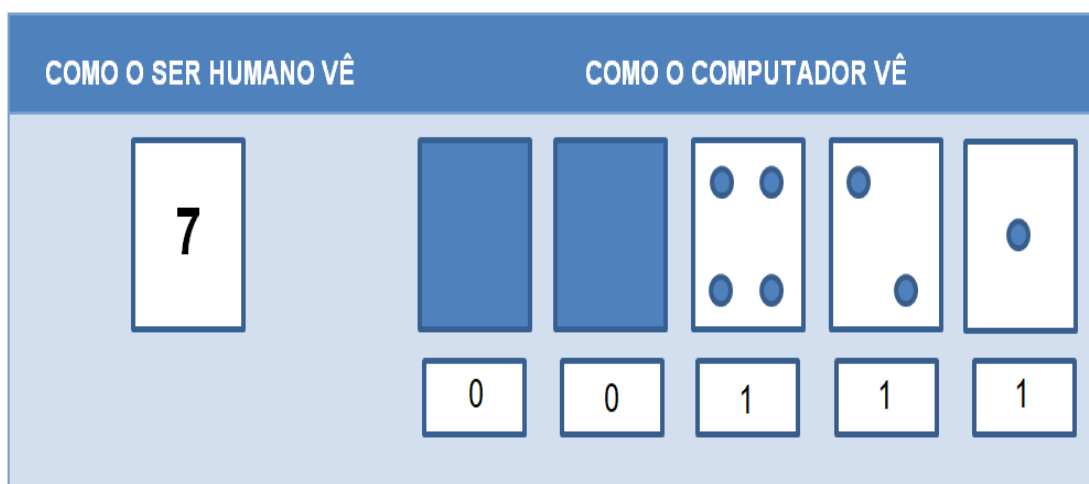 COMO O SER HUMANO VÊ
COMO O COMPUTADOR VÊ
7
0 0 1 1 1